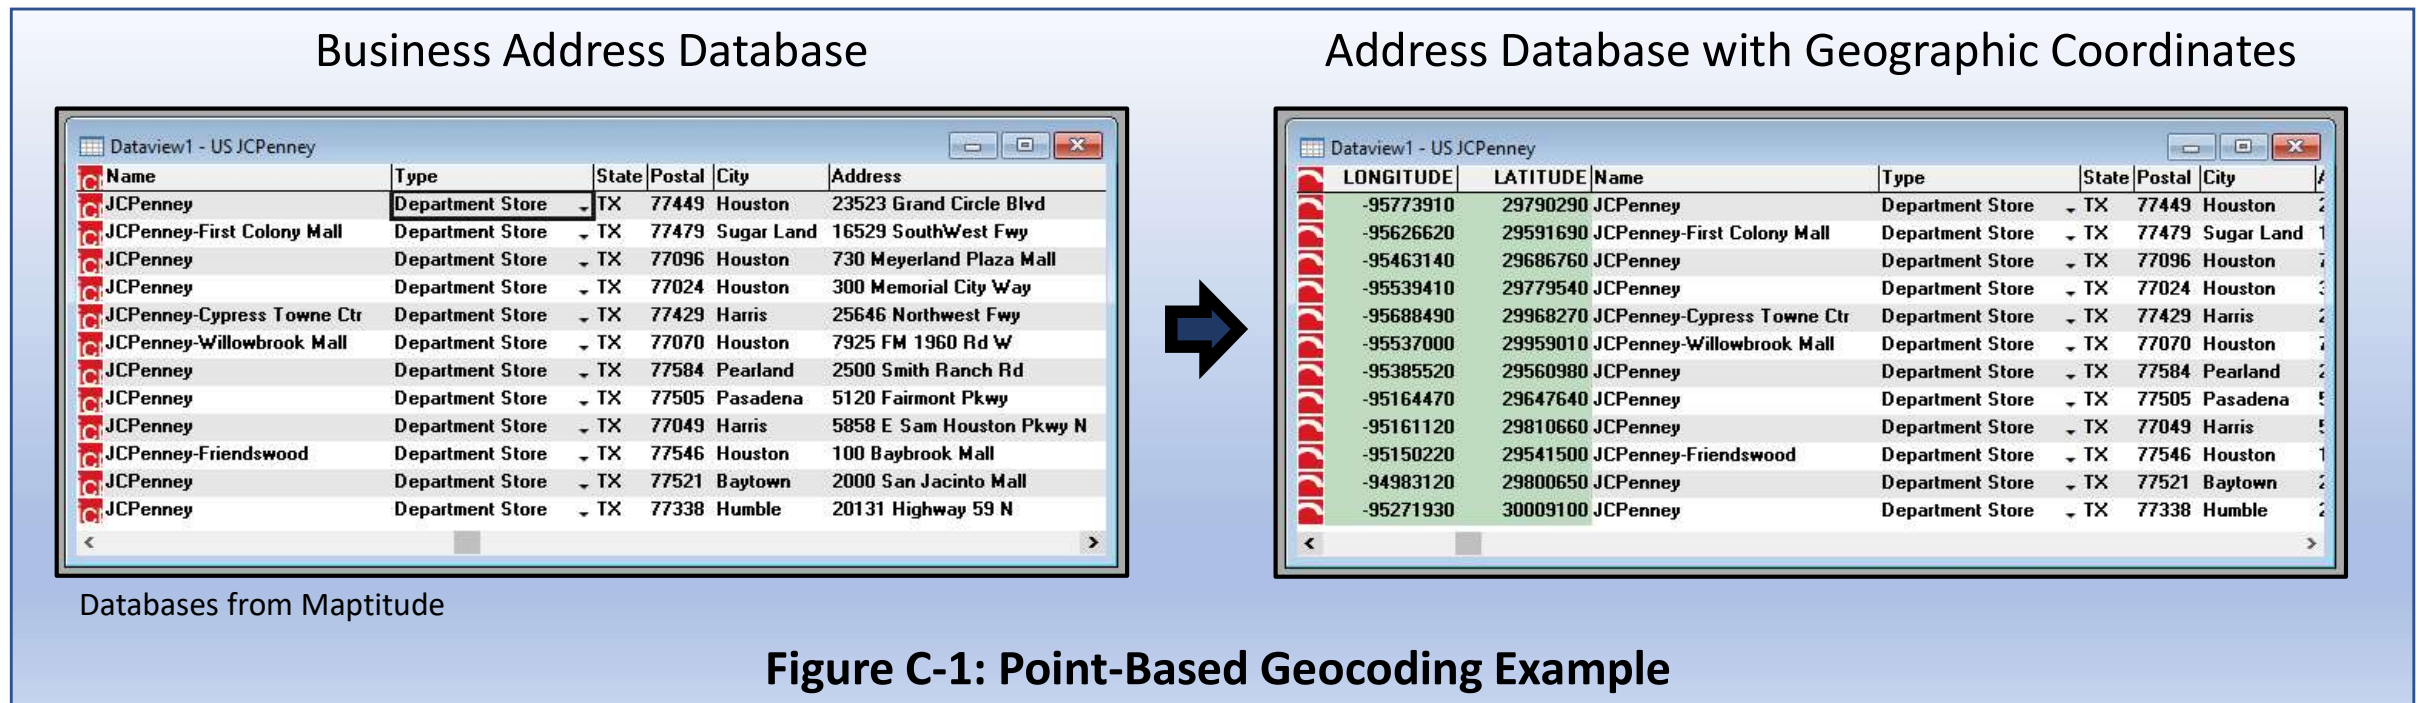 Business Address Database
Address Database with Geographic Coordinates
Dataview1 - US JCPenney
Name Type State Postal City Address
JCPenney Department Store TX 77449 Houston 23523 Grand Circle Blvd
JCPenney-First Colony Mall Department Store TX 77479 Sugar Land 16529 SouthWest Fwy
JCPenney Department Store TX 77096 Houston 730 Meyerland Plaza Mall
JCPenney Department Store TX 77024 Houston 300 Memorial City Way
JCPenney-Cypress Towne Ctr Department Store TX 77429 Harris 25646 Northwest Fwy
JCPenney-Willowbrook Mall Department Store TX 77070 Houston 7925 FM 1960 Rd W
JCPenney Department Store TX 77584 Pearland 2500 Smith Ranch Rd
JCPenney Department Store TX 77505 Pasadena 5120 Fairmont Pkwy
JCPenney Department Store TX 77049 Harris 5858 E Sam Houston Pkwy N
JCPenney-Friendswood Department Store TX 77546 Houston 100 Baybrook Mall
JCPenney Department Store TX 77521 Baytown 2000 San Jacinto Mall
JCPenney Department Store TX 77338 Humble 20131 Highway 59 N
Dataview1 - US JCPenney
LONGITUDE LATITUDE Name Type State Postal City
-95773910 29790290 JCPenney Department Store TX 77449 Houston
-95626620 29591690 JCPenney-First Colony Mall Department Store TX 77479 Sugar Land
-95463140 29686760 JCPenney Department Store TX 77096 Houston
-95539410 29779540 JCPenney Department Store TX 77024 Houston
-95688490 29968270 JCPenney-Cypress Towne Ctr Department Store TX 77429 Harris
-95537000 29959010 JCPenney-Willowbrook Mall Department Store TX 77070 Houston
-95385520 29560980 JCPenney Department Store TX 77584 Pearland
-95164470 29647640 JCPenney Department Store TX 77505 Pasadena
-95161120 29810660 JCPenney Department Store TX 77049 Harris
-95150220 29541500 JCPenney-Friendswood Department Store TX 77546 Houston
-94983120 29800650 JCPenney Department Store TX 77521 Baytown
-95271930 30009100 JCPenney Department Store TX 77338 Humble
Databases from Maptitude
Figure C-1: Point-Based Geocoding Example